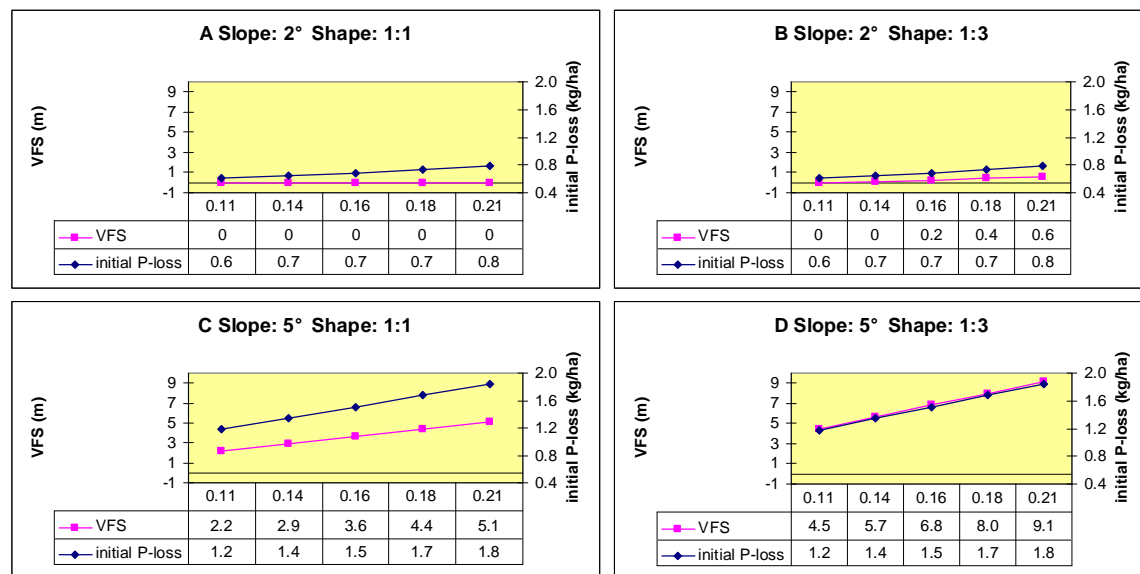 A Slope: 2° Shape: 1:1
VFS (m)
9
7
5
3
1
-1
2.0
1.6
1.2
0.8
0.4
initial P-loss (kg/ha)
0.11 0.14 0.16 0.18 0.21
VFS 0 0 0 0 0
initial P-loss 0.6 0.7 0.7 0.7 0.8
B Slope: 2° Shape: 1:3
VFS (m)
9
7
5
3
1
-1
2.0
1.6
1.2
0.8
0.4
initial P-loss (kg/ha)
0.11 0.14 0.16 0.18 0.21
VFS 0 0 0.2 0.4 0.6
initial P-loss 0.6 0.7 0.7 0.7 0.8
C Slope: 5° Shape: 1:1
VFS (m)
9
7
5
3
1
-1
2.0
1.6
1.2
0.8
0.4
initial P-loss (kg/ha)
0.11 0.14 0.16 0.18 0.21
VFS 2.2 2.9 3.6 4.4 5.1
initial P-loss 1.2 1.4 1.5 1.7 1.8
D Slope: 5° Shape: 1:3
VFS (m)
9
7
5
3
1
-1
2.0
1.6
1.2
0.8
0.4
initial P-loss (kg/ha)
0.11 0.14 0.16 0.18 0.21
VFS 4.5 5.7 6.8 8.0 9.1
initial P-loss 1.2 1.4 1.5 1.7 1.8